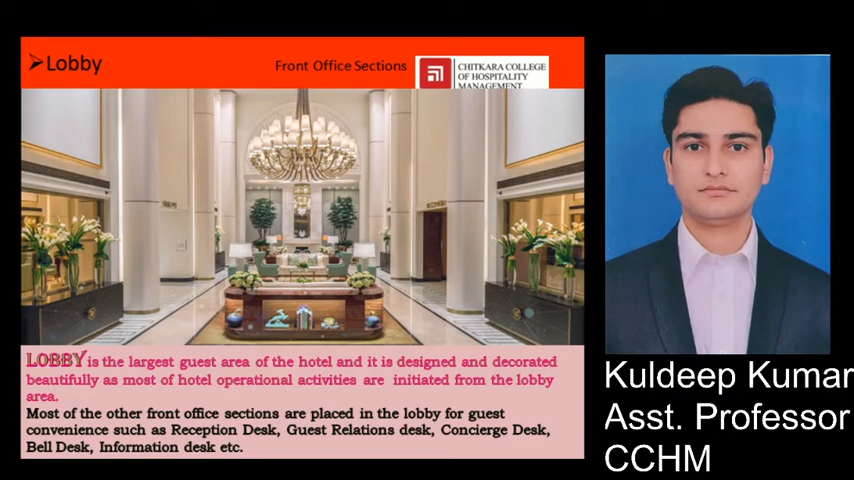 ➢Lobby
Front Office Sections
CHITKARA COLLEGE
OF HOSPITALITY
MANAGEMENT
LOBBY is the largest guest area of the hotel and it is designed and decorated
beautifully as most of hotel operational activities are initiated from the lobby
area.
Most of the other front office sections are placed in the lobby for guest
convenience such as Reception Desk, Guest Relations desk, Concierge Desk,
Bell Desk, Information desk etc.
Kuldeep Kumar
Asst. Professor
CCHM